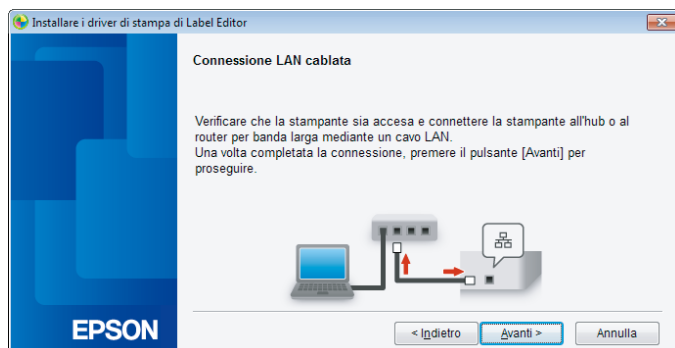 Installare i driver di stampa di Label Editor
Connessione LAN cablata
Verificare che la stampante sia accesa e connettere la stampante all'hub o al
router per banda larga mediante un cavo LAN.
Una volta completata la connessione, premere il pulsante [Avanti] per
proseguire.
EPSON
< Indietro
Avanti >
Annulla